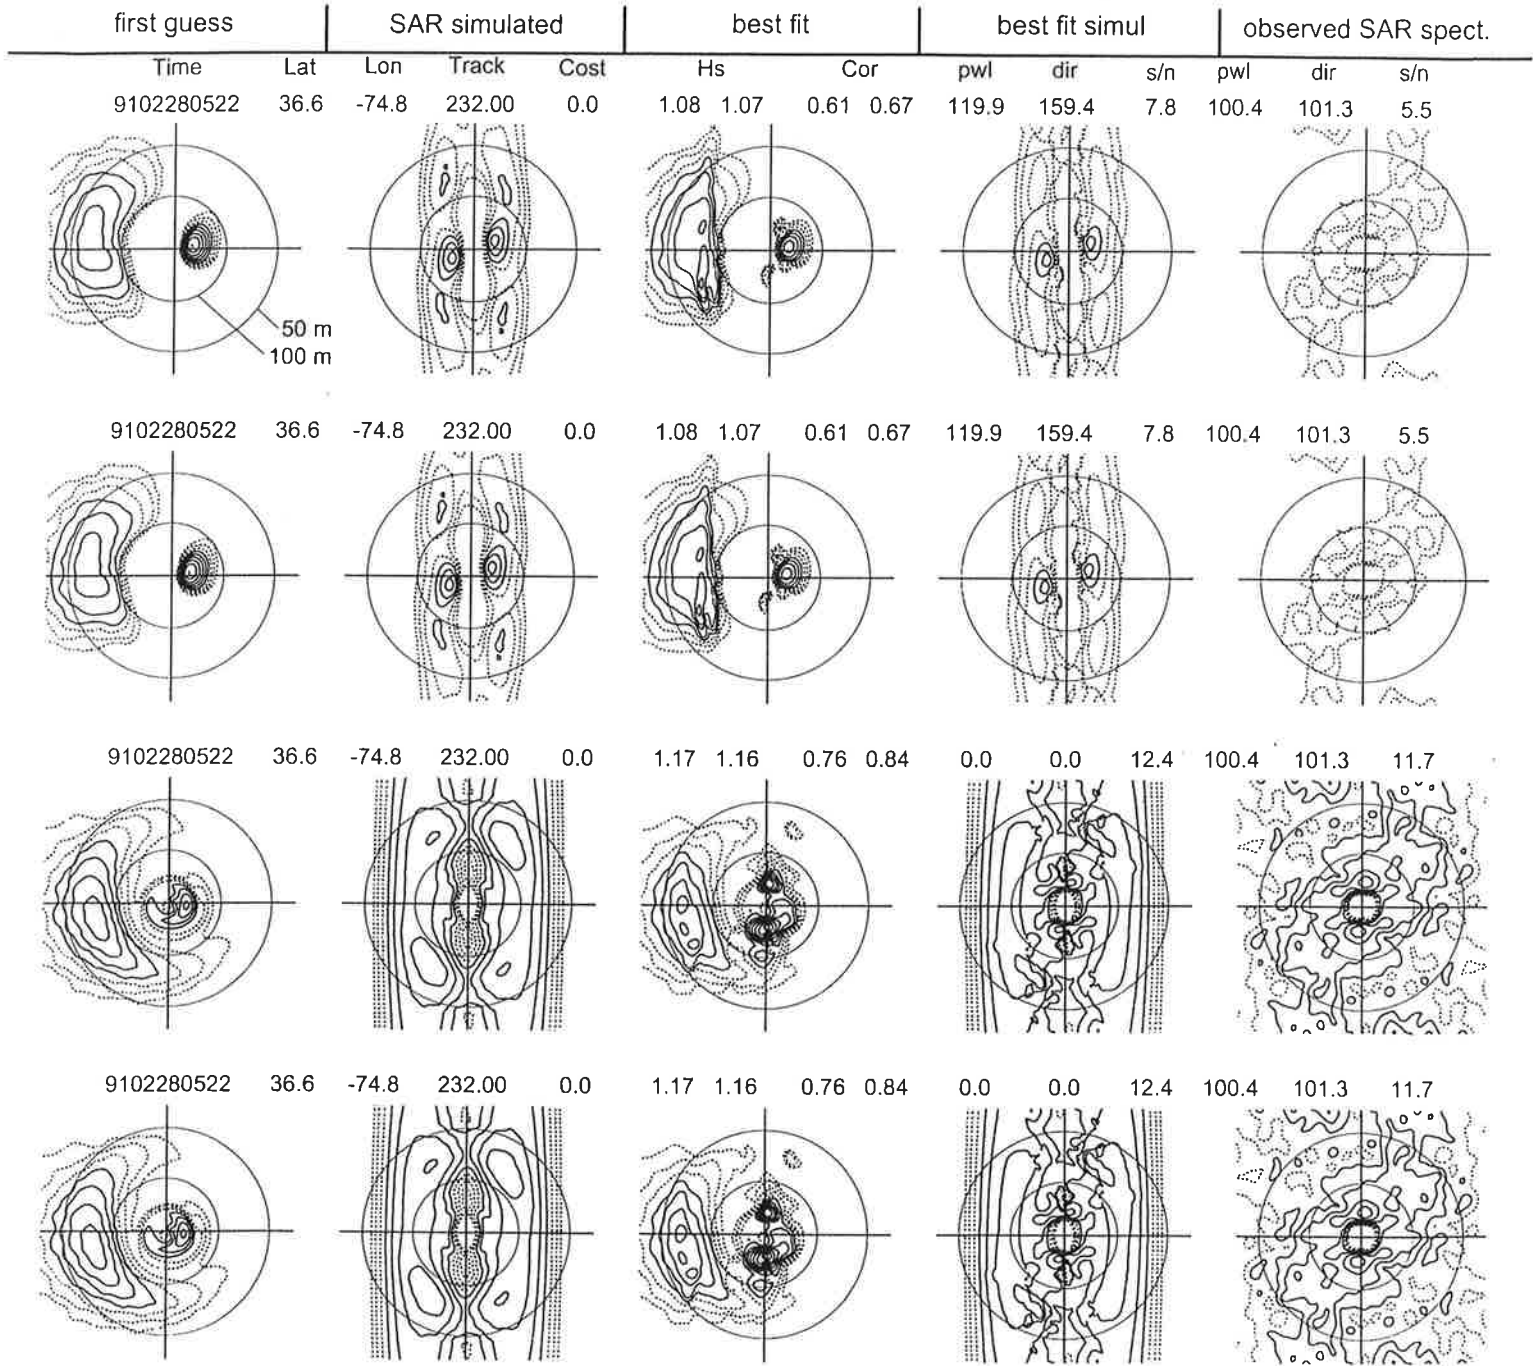 first guess SAR simulated best fit best fit simul observed SAR spect.
Time Lat Lon Track Cost Hs Cor pwl dir s/n pwl dir s/n
9102280522 36.6 -74.8 232.00 0.0 1.08 1.07 0.61 0.67 119.9 159.4 7.8 100.4 101.3 5.5
50 m
100 m
9102280522 36.6 -74.8 232.00 0.0 1.08 1.07 0.61 0.67 119.9 159.4 7.8 100.4 101.3 5.5
9102280522 36.6 -74.8 232.00 0.0 1.17 1.16 0.76 0.84 0.0 0.0 12.4 100.4 101.3 11.7
9102280522 36.6 -74.8 232.00 0.0 1.17 1.16 0.76 0.84 0.0 0.0 12.4 100.4 101.3 11.7